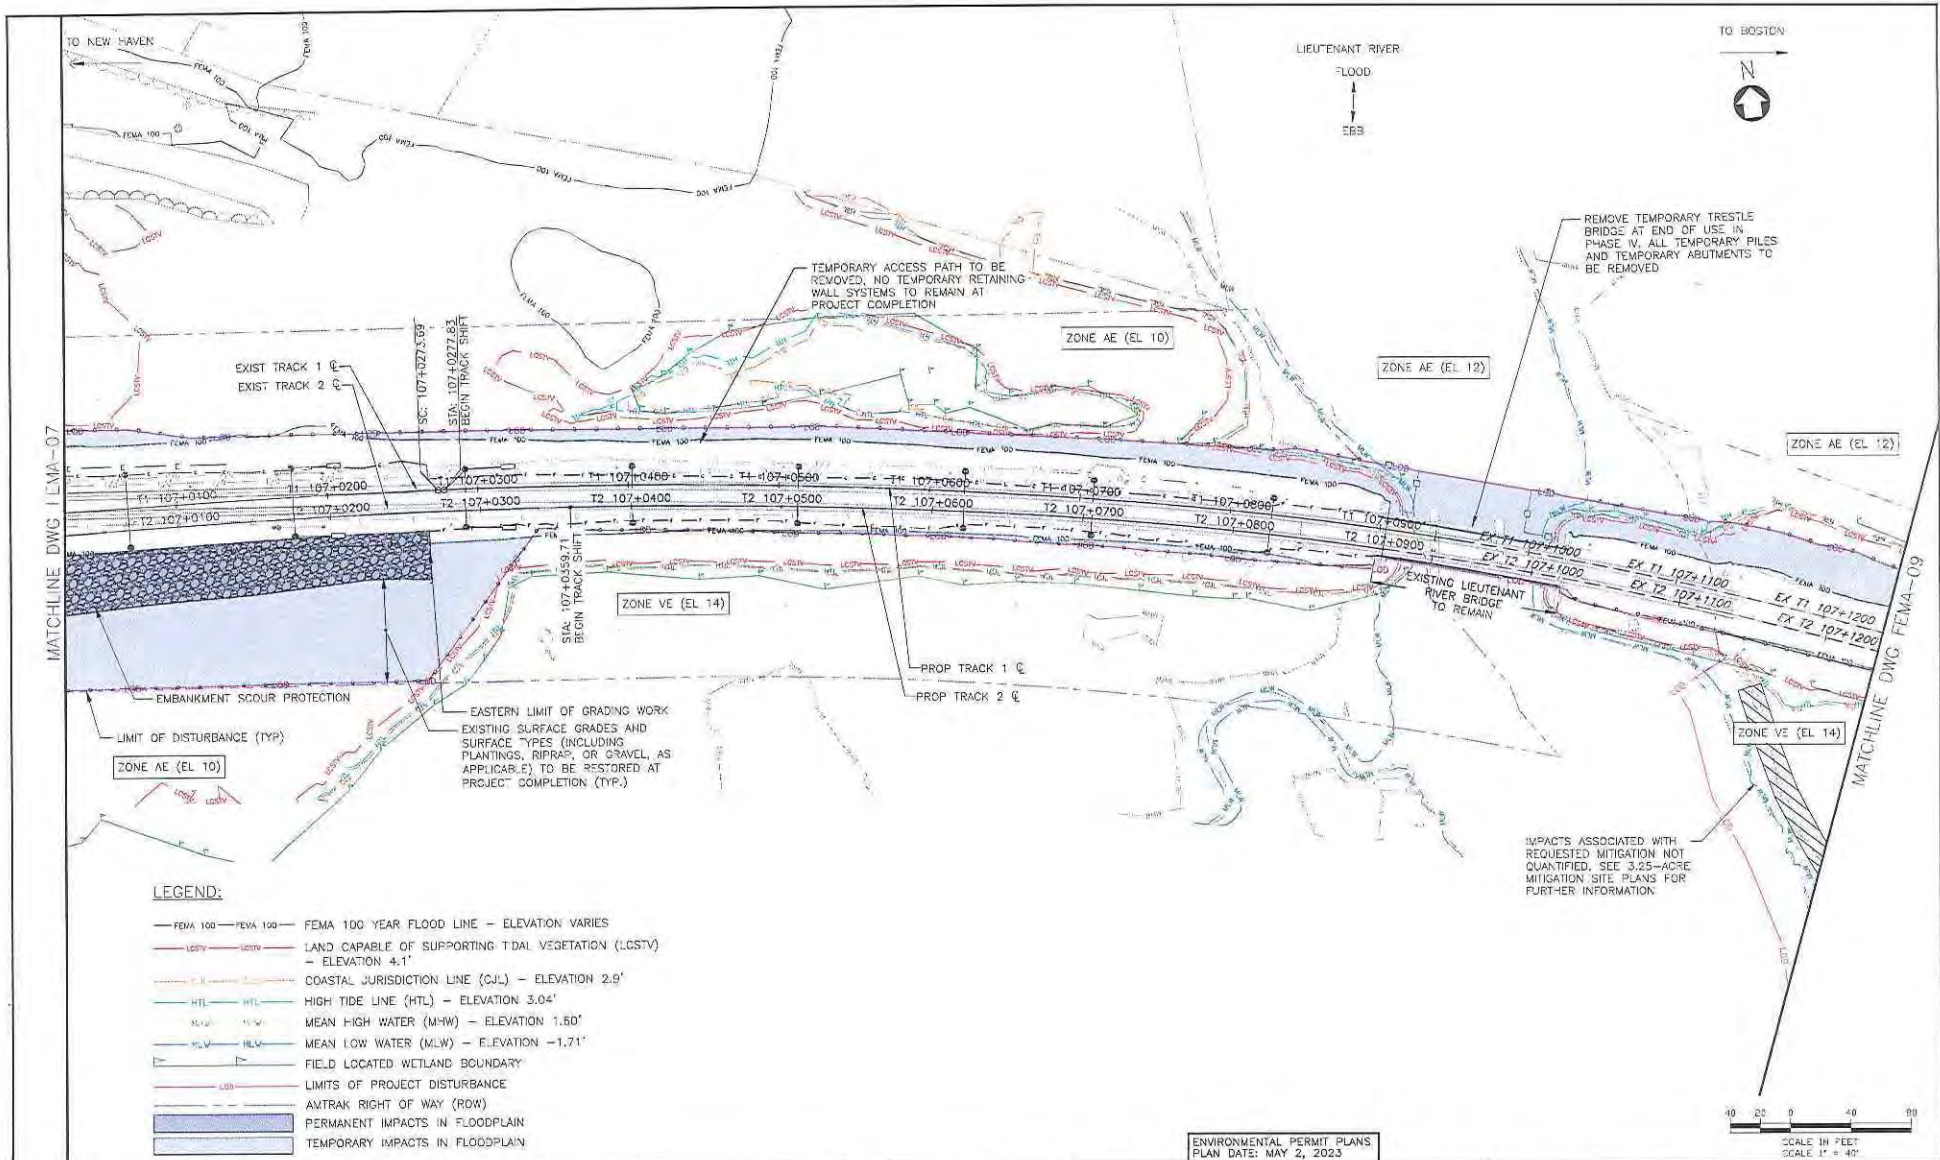 TO NEW HAVEN
LIEUTENANT RIVER
FLOOD
EBB
TO BOSTON
N
REMOVE TEMPORARY TRESTLE
BRIDGE AT END OF USE IN
PHASE IV, ALL TEMPORARY PILES
AND TEMPORARY ABUTMENTS TO
BE REMOVED
TEMPORARY ACCESS PATH TO BE
REMOVED, NO TEMPORARY RETAINING
WALL SYSTEMS TO REMAIN AT
PROJECT COMPLETION
ZONE AE (EL 10)
ZONE AE (EL 12)
ZONE AE (EL 12)
EXIST TRACK 1 ℄
EXIST TRACK 2 ℄
SC: 107+0273.69
STA: 107+0277.83
BEGIN TRACK SHIFT
MATCHLINE DWG FEMA-07
T1 107+0100
T1 107+0200
T1 107+0300
T1 107+0400
T1 107+0500
T1 107+0600
T1 107+0700
T1 107+0800
T1 107+0900
EX T1 107+1000
EX T1 107+1100
EX T1 107+1200
T2 107+0100
T2 107+0200
T2 107+0300
T2 107+0400
T2 107+0500
T2 107+0600
T2 107+0700
T2 107+0800
T2 107+0900
EX T2 107+1000
EX T2 107+1100
EX T2 107+1200
EXISTING LIEUTENANT
RIVER BRIDGE
TO REMAIN
STA: 107+0359.71
BEGIN TRACK SHIFT
ZONE VE (EL 14)
PROP TRACK 1 ℄
PROP TRACK 2 ℄
EMBANKMENT SCOUR PROTECTION
EASTERN LIMIT OF GRADING WORK
LIMIT OF DISTURBANCE (TYP)
EXISTING SURFACE GRADES AND
SURFACE TYPES (INCLUDING
PLANTINGS, RIPRAP, OR GRAVEL, AS
APPLICABLE) TO BE RESTORED AT
PROJECT COMPLETION (TYP.)
ZONE AE (EL 10)
ZONE VE (EL 14)
MATCHLINE DWG FEMA-09
IMPACTS ASSOCIATED WITH
REQUESTED MITIGATION NOT
QUANTIFIED, SEE 3.25-ACRE
MITIGATION SITE PLANS FOR
FURTHER INFORMATION
LEGEND:
FEMA 100 FEMA 100 FEMA 100 YEAR FLOOD LINE - ELEVATION VARIES
LCSTV LCSTV LAND CAPABLE OF SUPPORTING TIDAL VEGETATION (LCSTV)
- ELEVATION 4.1'
COASTAL JURISDICTION LINE (CJL) - ELEVATION 2.9'
HTL HTL HIGH TIDE LINE (HTL) - ELEVATION 3.04'
MHW MHW MEAN HIGH WATER (MHW) - ELEVATION 1.50'
MLW MLW MEAN LOW WATER (MLW) - ELEVATION -1.71'
FIELD LOCATED WETLAND BOUNDARY
LOD LIMITS OF PROJECT DISTURBANCE
AMTRAK RIGHT OF WAY (ROW)
PERMANENT IMPACTS IN FLOODPLAIN
TEMPORARY IMPACTS IN FLOODPLAIN
ENVIRONMENTAL PERMIT PLANS
PLAN DATE: MAY 2, 2023
40 20 0 40 80
SCALE IN FEET
SCALE 1" = 40'